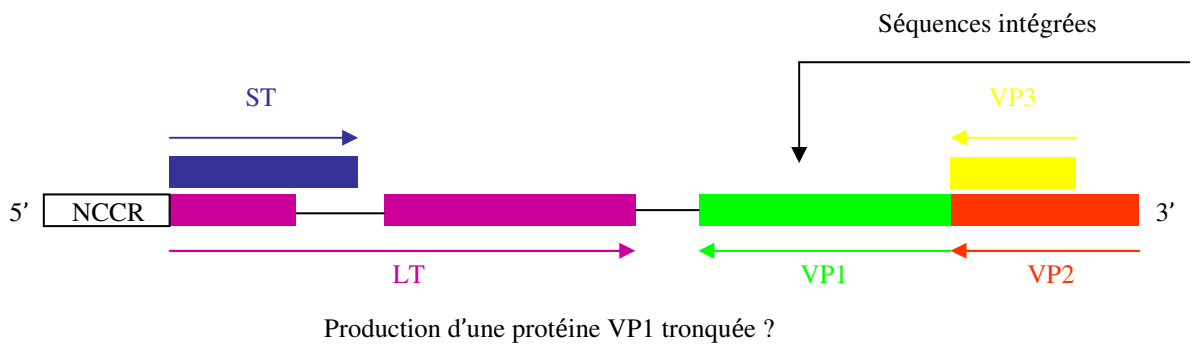 Séquences intégrées
ST
VP3
5’
NCCR
3’
LT
VP1
VP2
Production d’une protéine VP1 tronquée ?